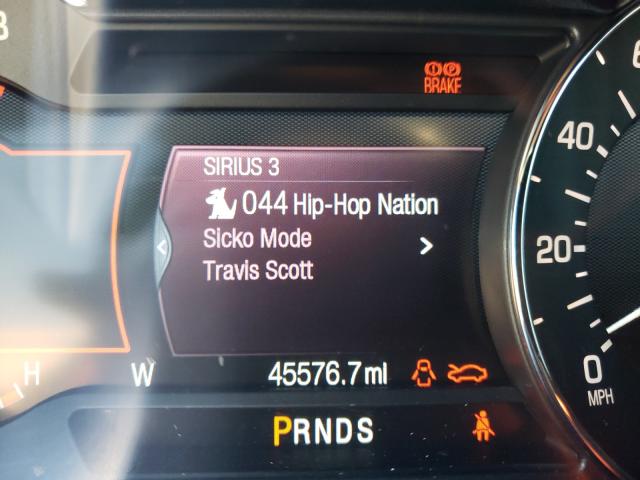 BRAKE
SIRIUS 3
044 Hip-Hop Nation
Sicko Mode
Travis Scott
H
W
45576.7mi
PRNDS
40
20
0
MPH